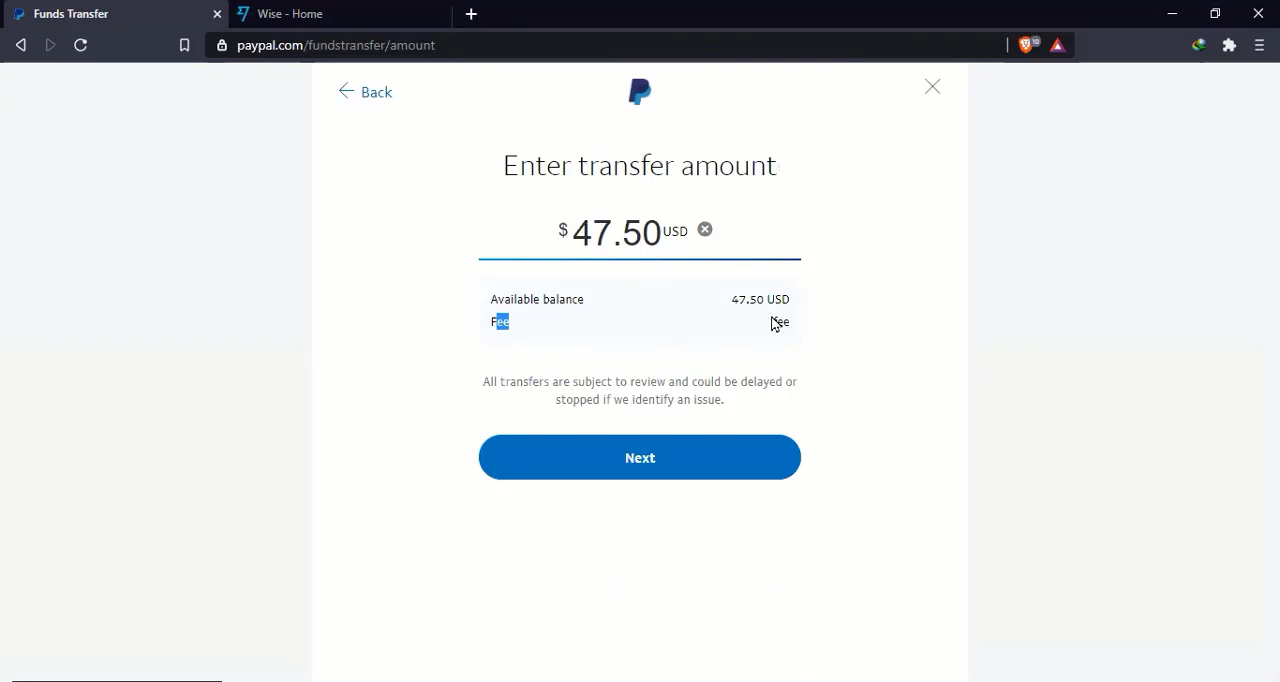 Funds Transfer
Wise - Home
paypal.com/fundstransfer/amount
Back
Enter transfer amount
$ 47.50 USD
Available balance 47.50 USD
Fee
All transfers are subject to review and could be delayed or
stopped if we identify an issue.
Next